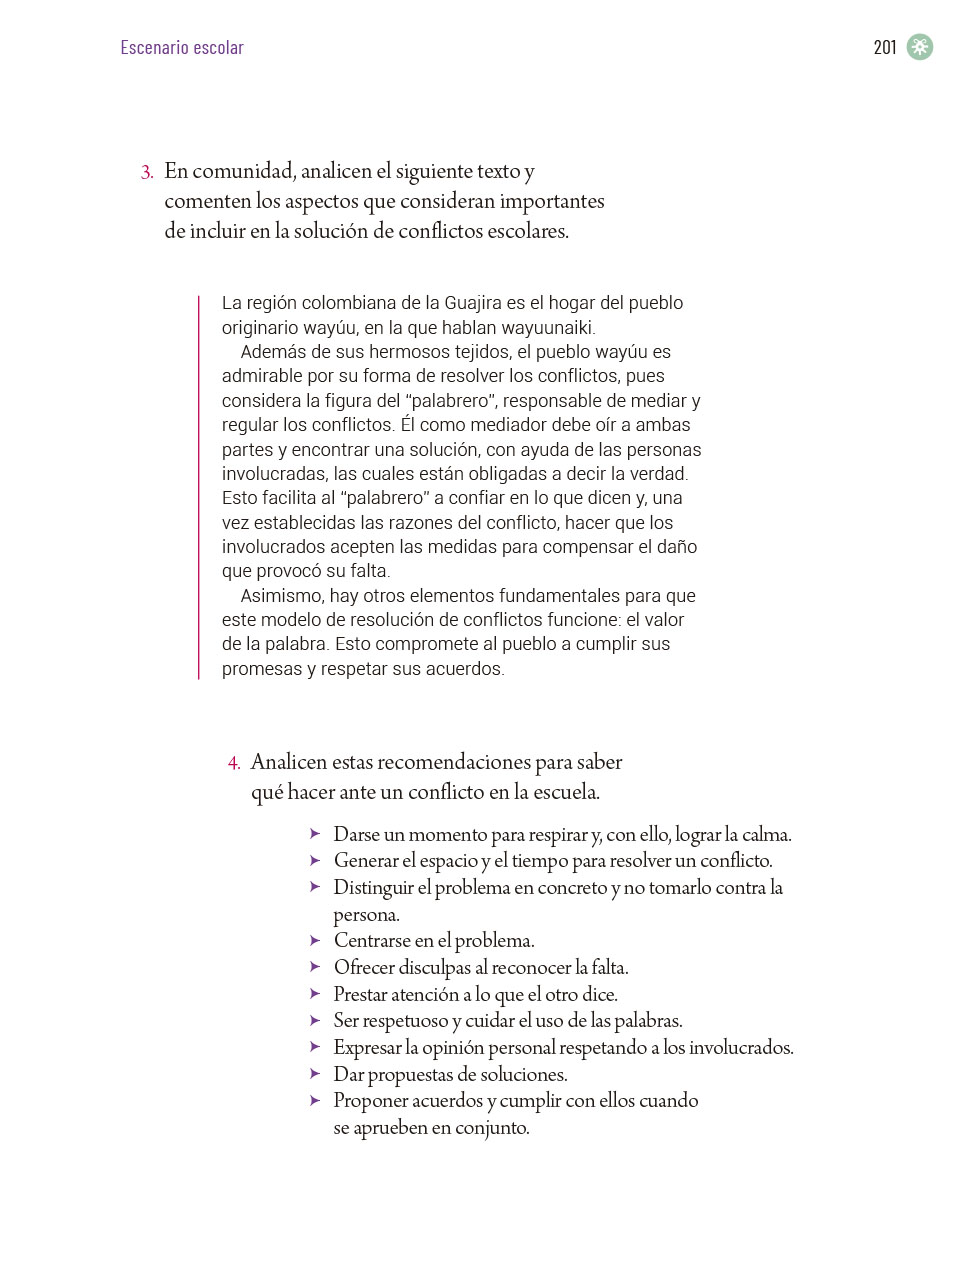 Escenario escolar
201
3. En comunidad, analicen el siguiente texto y
comenten los aspectos que consideran importantes
de incluir en la solución de conflictos escolares.
La región colombiana de la Guajira es el hogar del pueblo
originario wayúu, en la que hablan wayuunaiki.
Además de sus hermosos tejidos, el pueblo wayúu es
admirable por su forma de resolver los conflictos, pues
considera la figura del “palabrero”, responsable de mediar y
regular los conflictos. Él como mediador debe oír a ambas
partes y encontrar una solución, con ayuda de las personas
involucradas, las cuales están obligadas a decir la verdad.
Esto facilita al “palabrero” a confiar en lo que dicen y, una
vez establecidas las razones del conflicto, hacer que los
involucrados acepten las medidas para compensar el daño
que provocó su falta.
Asimismo, hay otros elementos fundamentales para que
este modelo de resolución de conflictos funcione: el valor
de la palabra. Esto compromete al pueblo a cumplir sus
promesas y respetar sus acuerdos.
4. Analicen estas recomendaciones para saber
qué hacer ante un conflicto en la escuela.
➤ Darse un momento para respirar y, con ello, lograr la calma.
➤ Generar el espacio y el tiempo para resolver un conflicto.
➤ Distinguir el problema en concreto y no tomarlo contra la
persona.
➤ Centrarse en el problema.
➤ Ofrecer disculpas al reconocer la falta.
➤ Prestar atención a lo que el otro dice.
➤ Ser respetuoso y cuidar el uso de las palabras.
➤ Expresar la opinión personal respetando a los involucrados.
➤ Dar propuestas de soluciones.
➤ Proponer acuerdos y cumplir con ellos cuando
se aprueben en conjunto.